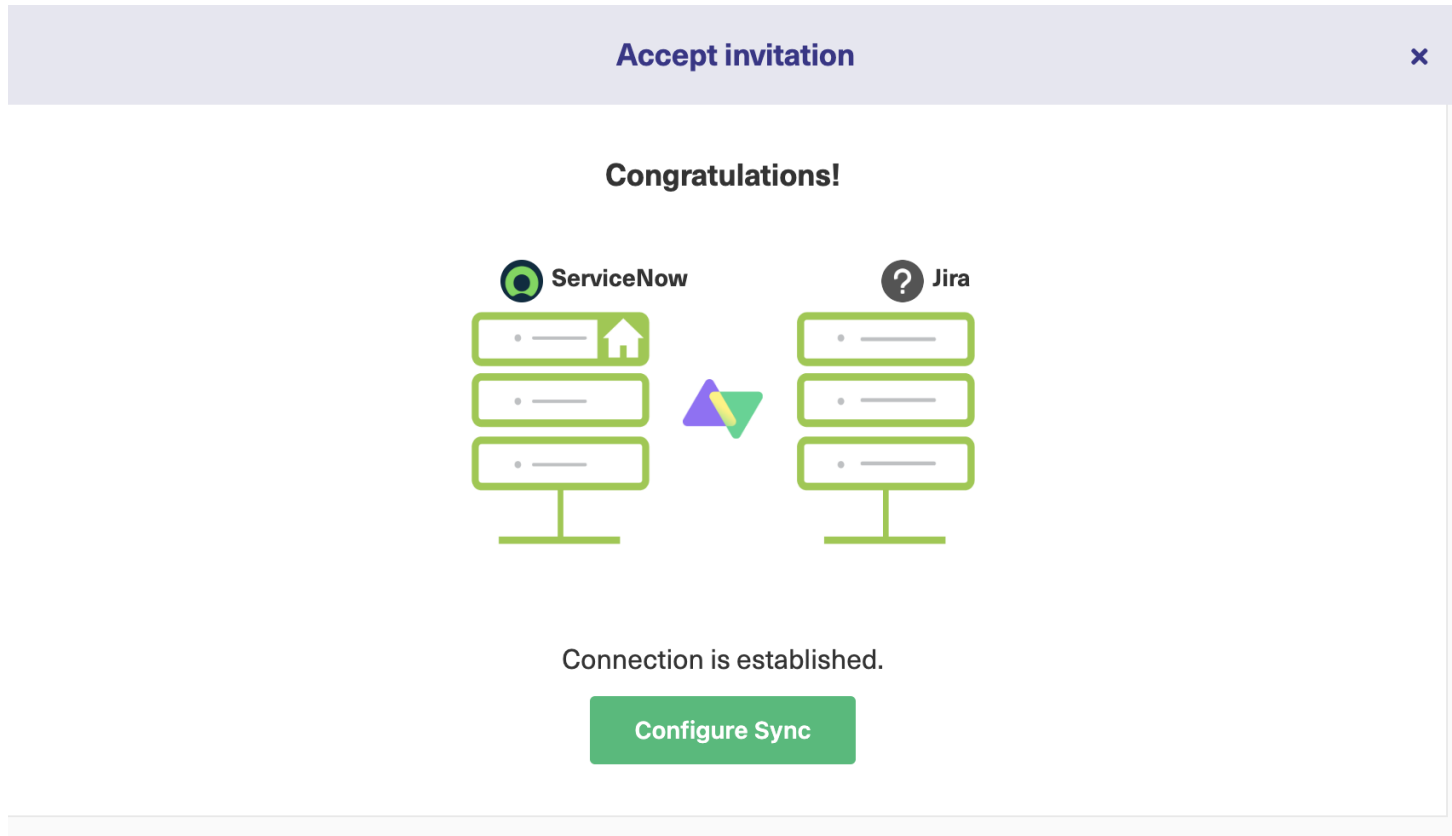 Accept invitation
Congratulations!
ServiceNow
? Jira
Connection is established.
Configure Sync